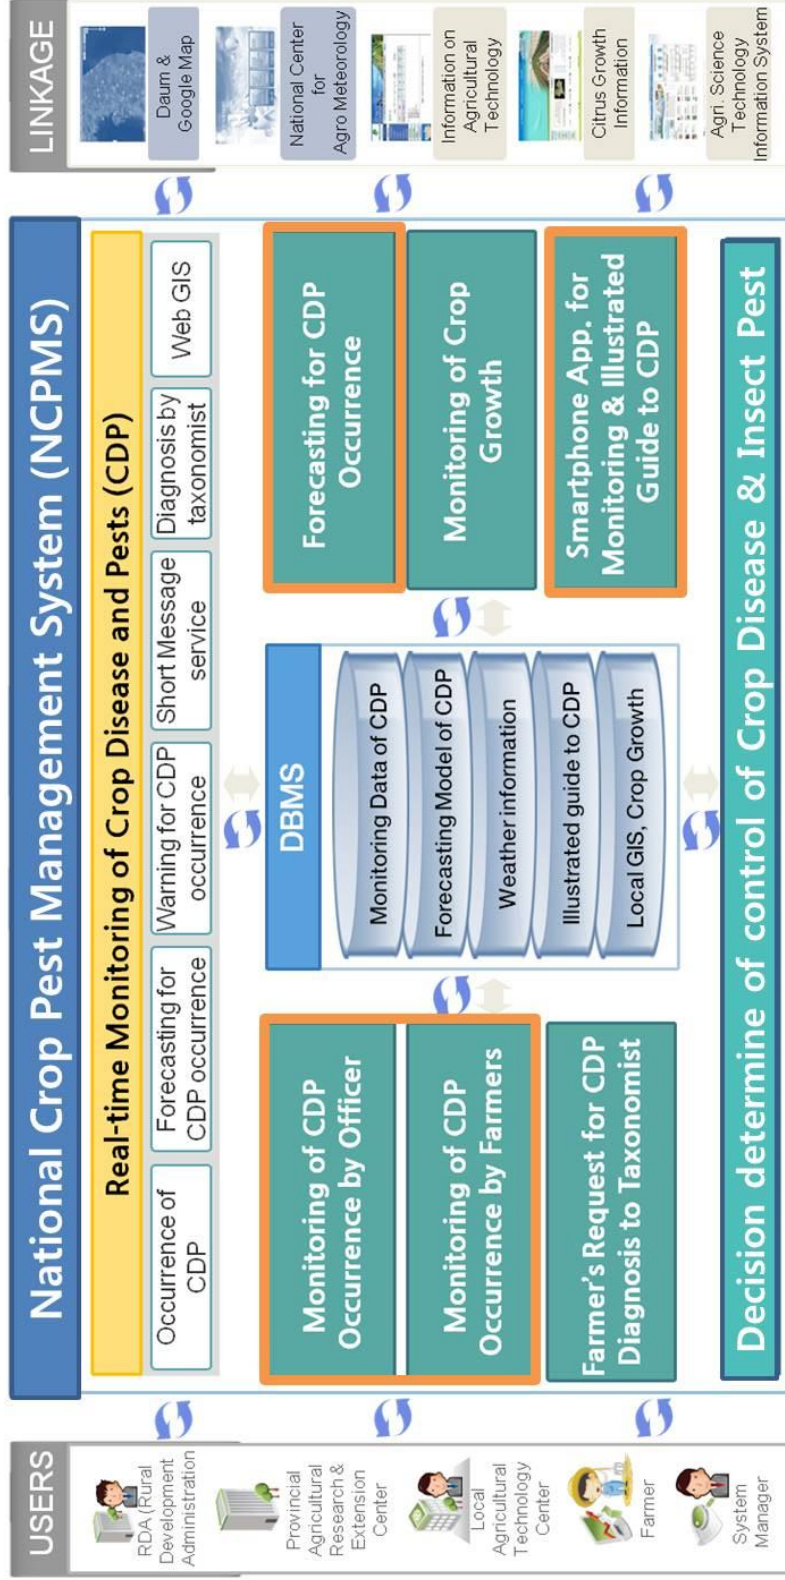 National Crop Pest Management System (NCPMS)
Real-time Monitoring of Crop Disease and Pests (CDP)
Occurrence of
CDP
Forecasting for
CDP occurrence
Warning for CDP
occurrence
Short Message
service
Diagnosis by
taxonomist
Web GIS
USERS
RDA (Rural
Development
Administration
Provincial
Agricultural
Research &
Extension
Center
Local
Agricultural
Technology
Center
Farmer
System
Manager
Monitoring of CDP
Occurrence by Officer
Monitoring of CDP
Occurrence by Farmers
Farmer's Request for CDP
Diagnosis to Taxonomist
DBMS
Monitoring Data of CDP
Forecasting Model of CDP
Weather information
Illustrated guide to CDP
Local GIS, Crop Growth
Forecasting for CDP
Occurrence
Monitoring of Crop
Growth
Smartphone App. for
Monitoring & Illustrated
Guide to CDP
Decision determine of control of Crop Disease & Insect Pest
LINKAGE
Daum &
Google Map
National Center
for
Agro Meteorology
Information on
Agricultural
Technology
Citrus Growth
Information
Agri. Science
Technology
Information System